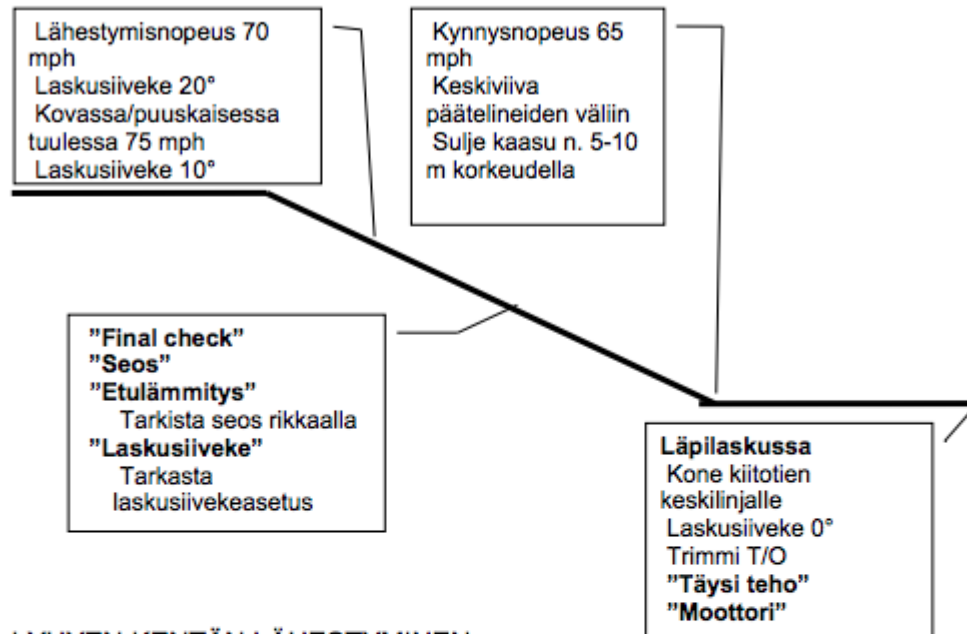 Lähestymisnopeus 70
mph
Laskusiiveke 20°
Kovassa/puuskaisessa
tuulessa 75 mph
Laskusiiveke 10°
Kynnysnopeus 65
mph
Keskiviiva
päätelineiden väliin
Sulje kaasu n. 5-10
m korkeudella
"Final check"
"Seos"
"Etulämmitys"
Tarkista seos rikkaalla
"Laskusiiveke"
Tarkasta
laskusiivekeasetus
Läpilaskussa
Kone kiitotien
keskilinjalle
Laskusiiveke 0°
Trimmi T/O
"Täysi teho"
"Moottori"